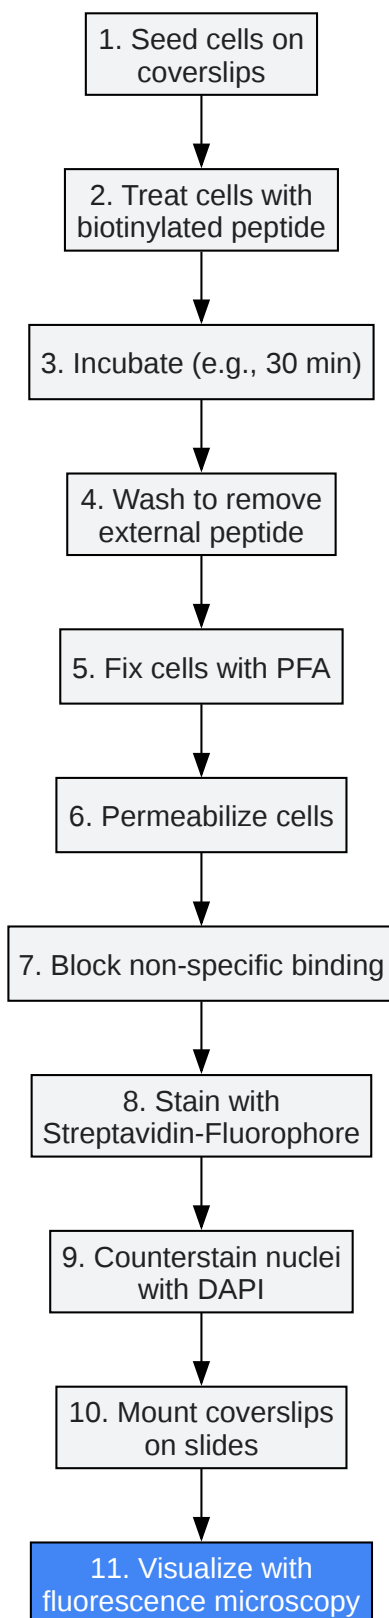 1. Seed cells on
coverslips
2. Treat cells with
biotinylated peptide
3. Incubate (e.g., 30 min)
4. Wash to remove
external peptide
5. Fix cells with PFA
6. Permeabilize cells
7. Block non-specific binding
8. Stain with
Streptavidin-Fluorophore
9. Counterstain nuclei
with DAPI
10. Mount coverslips
on slides
11. Visualize with
fluorescence microscopy